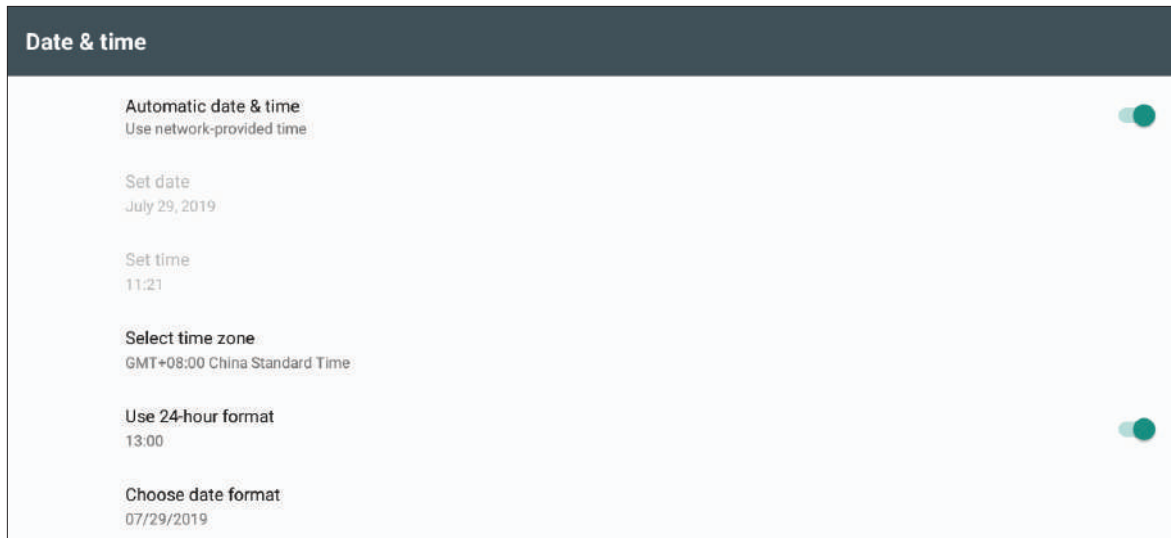 Date & time
Automatic date & time
Use network-provided time
Set date
July 29, 2019
Set time
11:21
Select time zone
GMT+08:00 China Standard Time
Use 24-hour format
13:00
Choose date format
07/29/2019